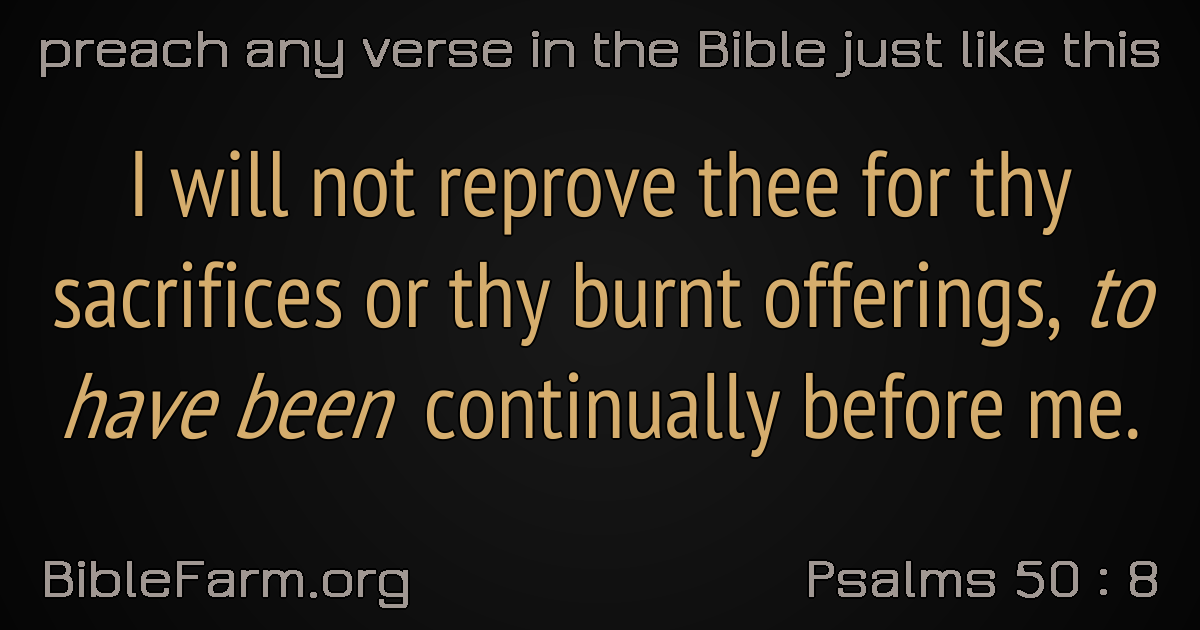 preach any verse in the Bible just like this
I will not reprove thee for thy
sacrifices or thy burnt offerings, to
have been continually before me.
BibleFarm.org
Psalms 50 : 8